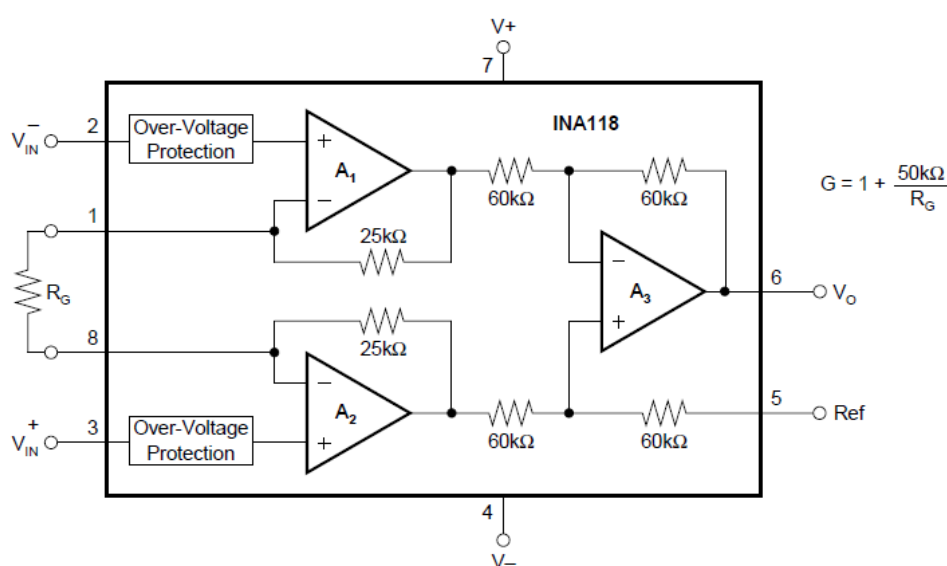 V+
7
INA118
2
V IN −
Over-Voltage
Protection
+
A1
−
60kΩ
60kΩ
G = 1 + 50kΩ / RG
1
25kΩ
RG
−
A3
+
6
VO
8
25kΩ
−
A2
+
60kΩ
60kΩ
5
Ref
3
V IN +
Over-Voltage
Protection
4
V–